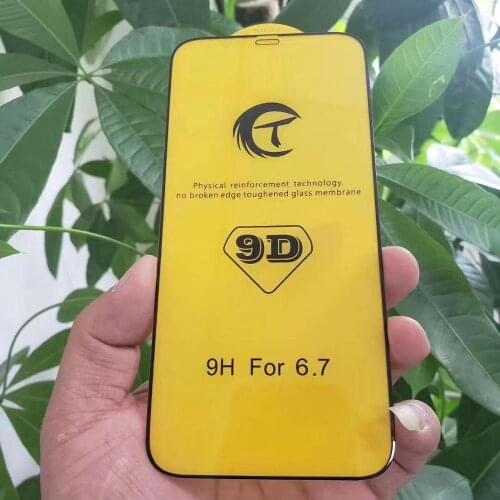 Physical reinforcement technology.
no broken edge toughened glass membrane
9D
9H For 6.7